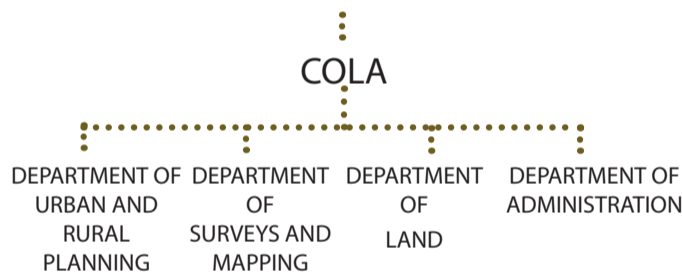 COLA
DEPARTMENT OF
URBAN AND
RURAL
PLANNING
DEPARTMENT
OF
SURVEYS AND
MAPPING
DEPARTMENT
OF
LAND
DEPARTMENT OF
ADMINISTRATION